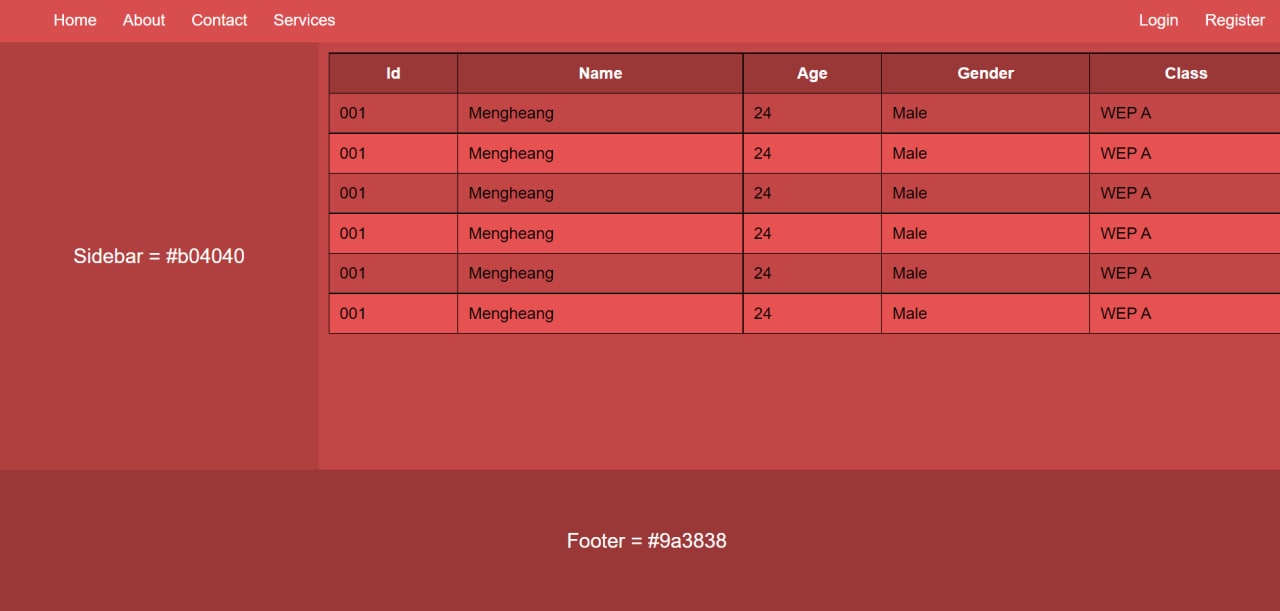 Home About Contact Services Login Register
Id Name Age Gender Class
001 Mengheang 24 Male WEP A
001 Mengheang 24 Male WEP A
001 Mengheang 24 Male WEP A
001 Mengheang 24 Male WEP A
001 Mengheang 24 Male WEP A
001 Mengheang 24 Male WEP A
Sidebar = #b04040
Footer = #9a3838